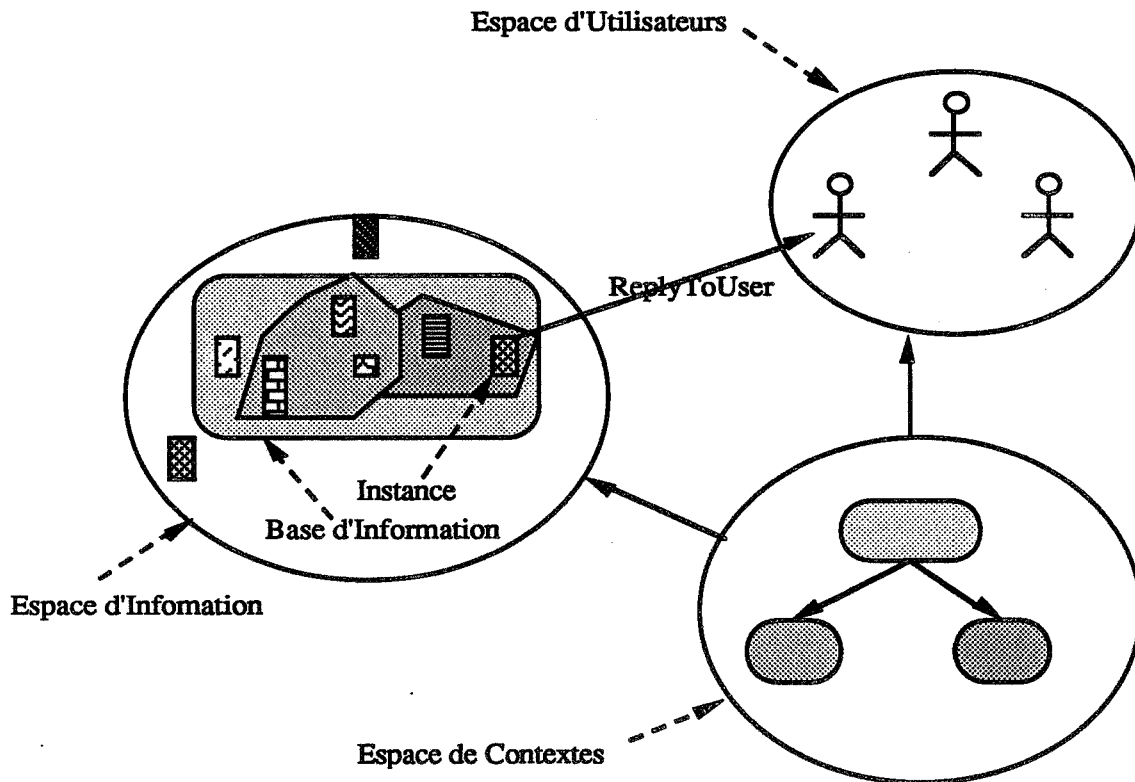 Espace d'Utilisateurs
ReplyToUser
Instance
Base d'Information
Espace d'Infomation
Espace de Contextes